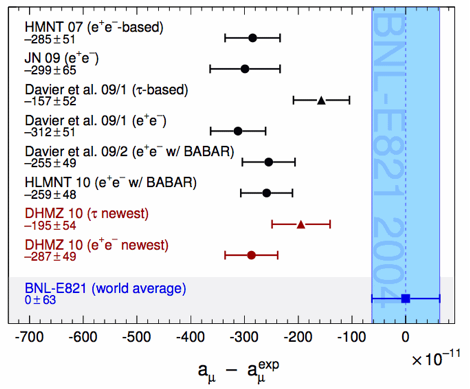 HMNT 07 (e⁺e⁻-based)
−285±51
JN 09 (e⁺e⁻)
−299±65
Davier et al. 09/1 (τ-based)
−157±52
Davier et al. 09/1 (e⁺e⁻)
−312±51
Davier et al. 09/2 (e⁺e⁻ w/ BABAR)
−255±49
HLMNT 10 (e⁺e⁻ w/ BABAR)
−259±48
DHMZ 10 (τ newest)
−195±54
DHMZ 10 (e⁺e⁻ newest)
−287±49
BNL-E821 (world average)
0±63
BNL-E821 2004
-700 -600 -500 -400 -300 -200 -100 0
×10⁻¹¹
aμ − aμᵉˣᵖ